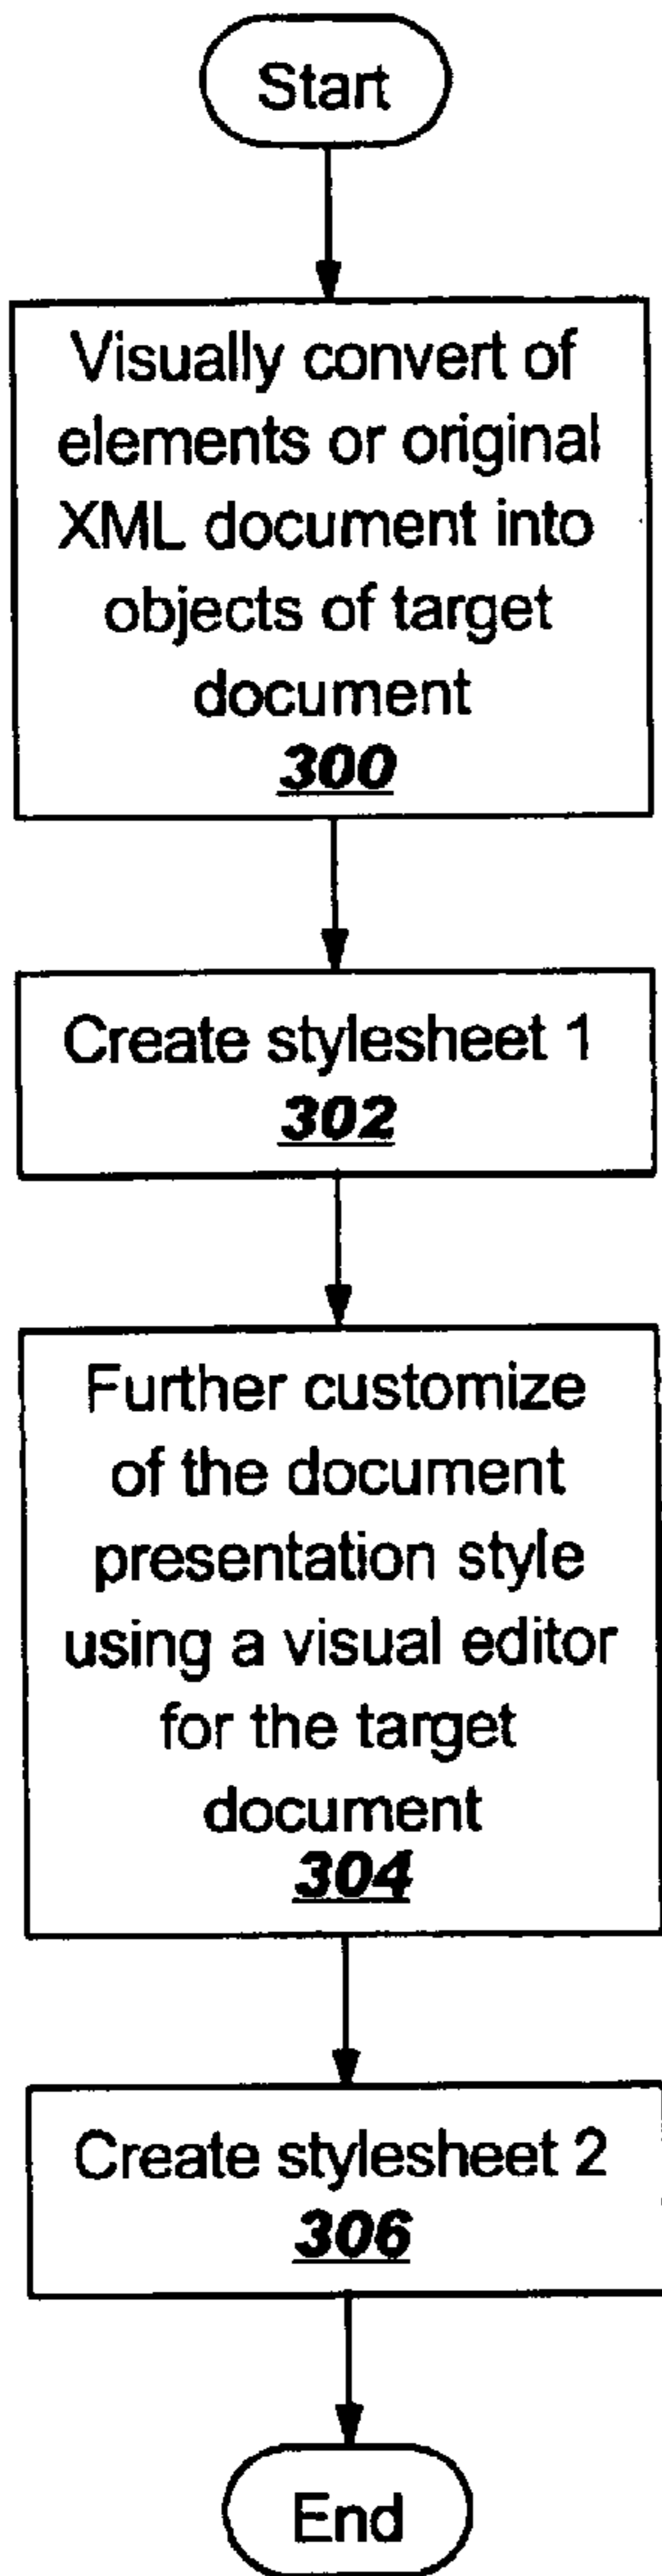 Start
Visually convert of
elements or original
XML document into
objects of target
document
300
Create stylesheet 1
302
Further customize
of the document
presentation style
using a visual editor
for the target
document
304
Create stylesheet 2
306
End